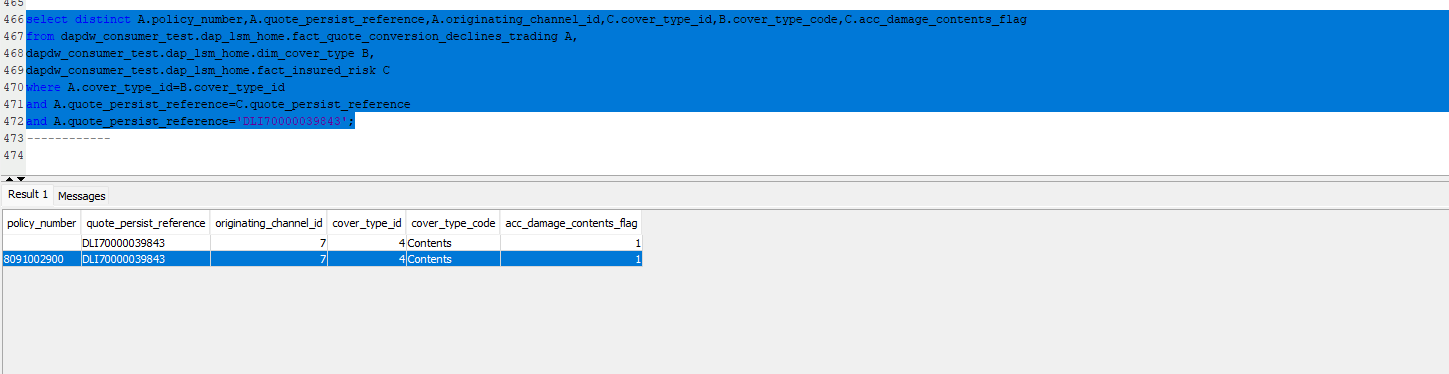 465
466 select distinct A.policy_number,A.quote_persist_reference,A.originating_channel_id,C.cover_type_id,B.cover_type_code,C.acc_damage_contents_flag
467 from dapdw_consumer_test.dap_lsm_home.fact_quote_conversion_declines_trading A,
468 dapdw_consumer_test.dap_lsm_home.dim_cover_type B,
469 dapdw_consumer_test.dap_lsm_home.fact_insured_risk C
470 where A.cover_type_id=B.cover_type_id
471 and A.quote_persist_reference=C.quote_persist_reference
472 and A.quote_persist_reference='DLI70000039843';
473 ------------
474
Result 1 Messages
policy_number quote_persist_reference originating_channel_id cover_type_id cover_type_code acc_damage_contents_flag
DLI70000039843 7 4 Contents 1
8091002900 DLI70000039843 7 4 Contents 1